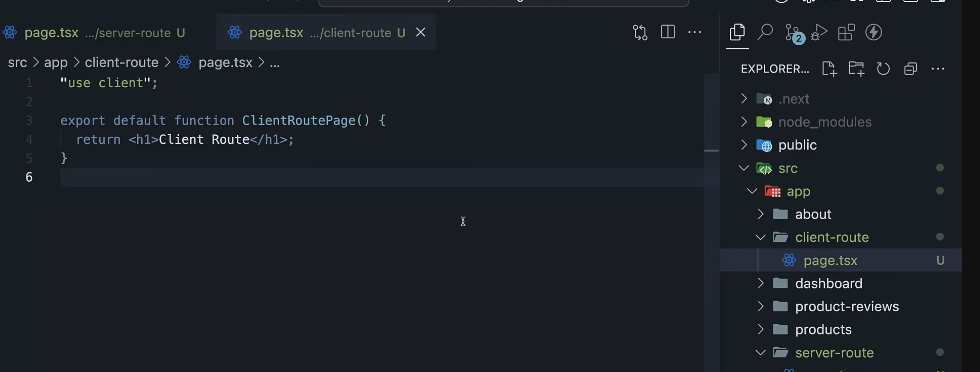 page.tsx .../server-route U
page.tsx .../client-route U
src > app > client-route > page.tsx > ...
1 "use client";
2
3 export default function ClientRoutePage() {
4 return <h1>Client Route</h1>;
5 }
6
2
EXPLORER...
.next
node_modules
public
src
app
about
client-route
page.tsx U
dashboard
product-reviews
products
server-route